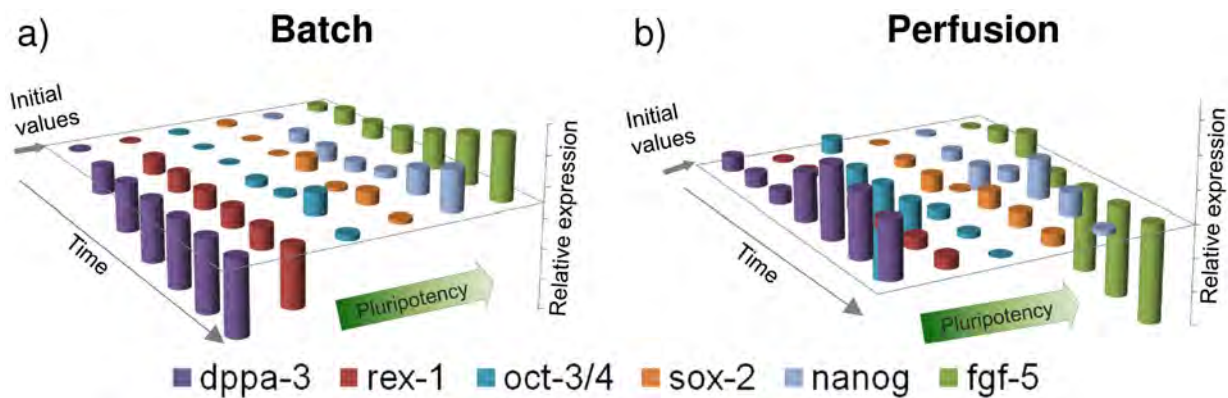 a)
Batch
Initial
values
Time
Pluripotency
Relative expression
b)
Perfusion
Initial
values
Time
Pluripotency
Relative expression
dppa-3 rex-1 oct-3/4 sox-2 nanog fgf-5